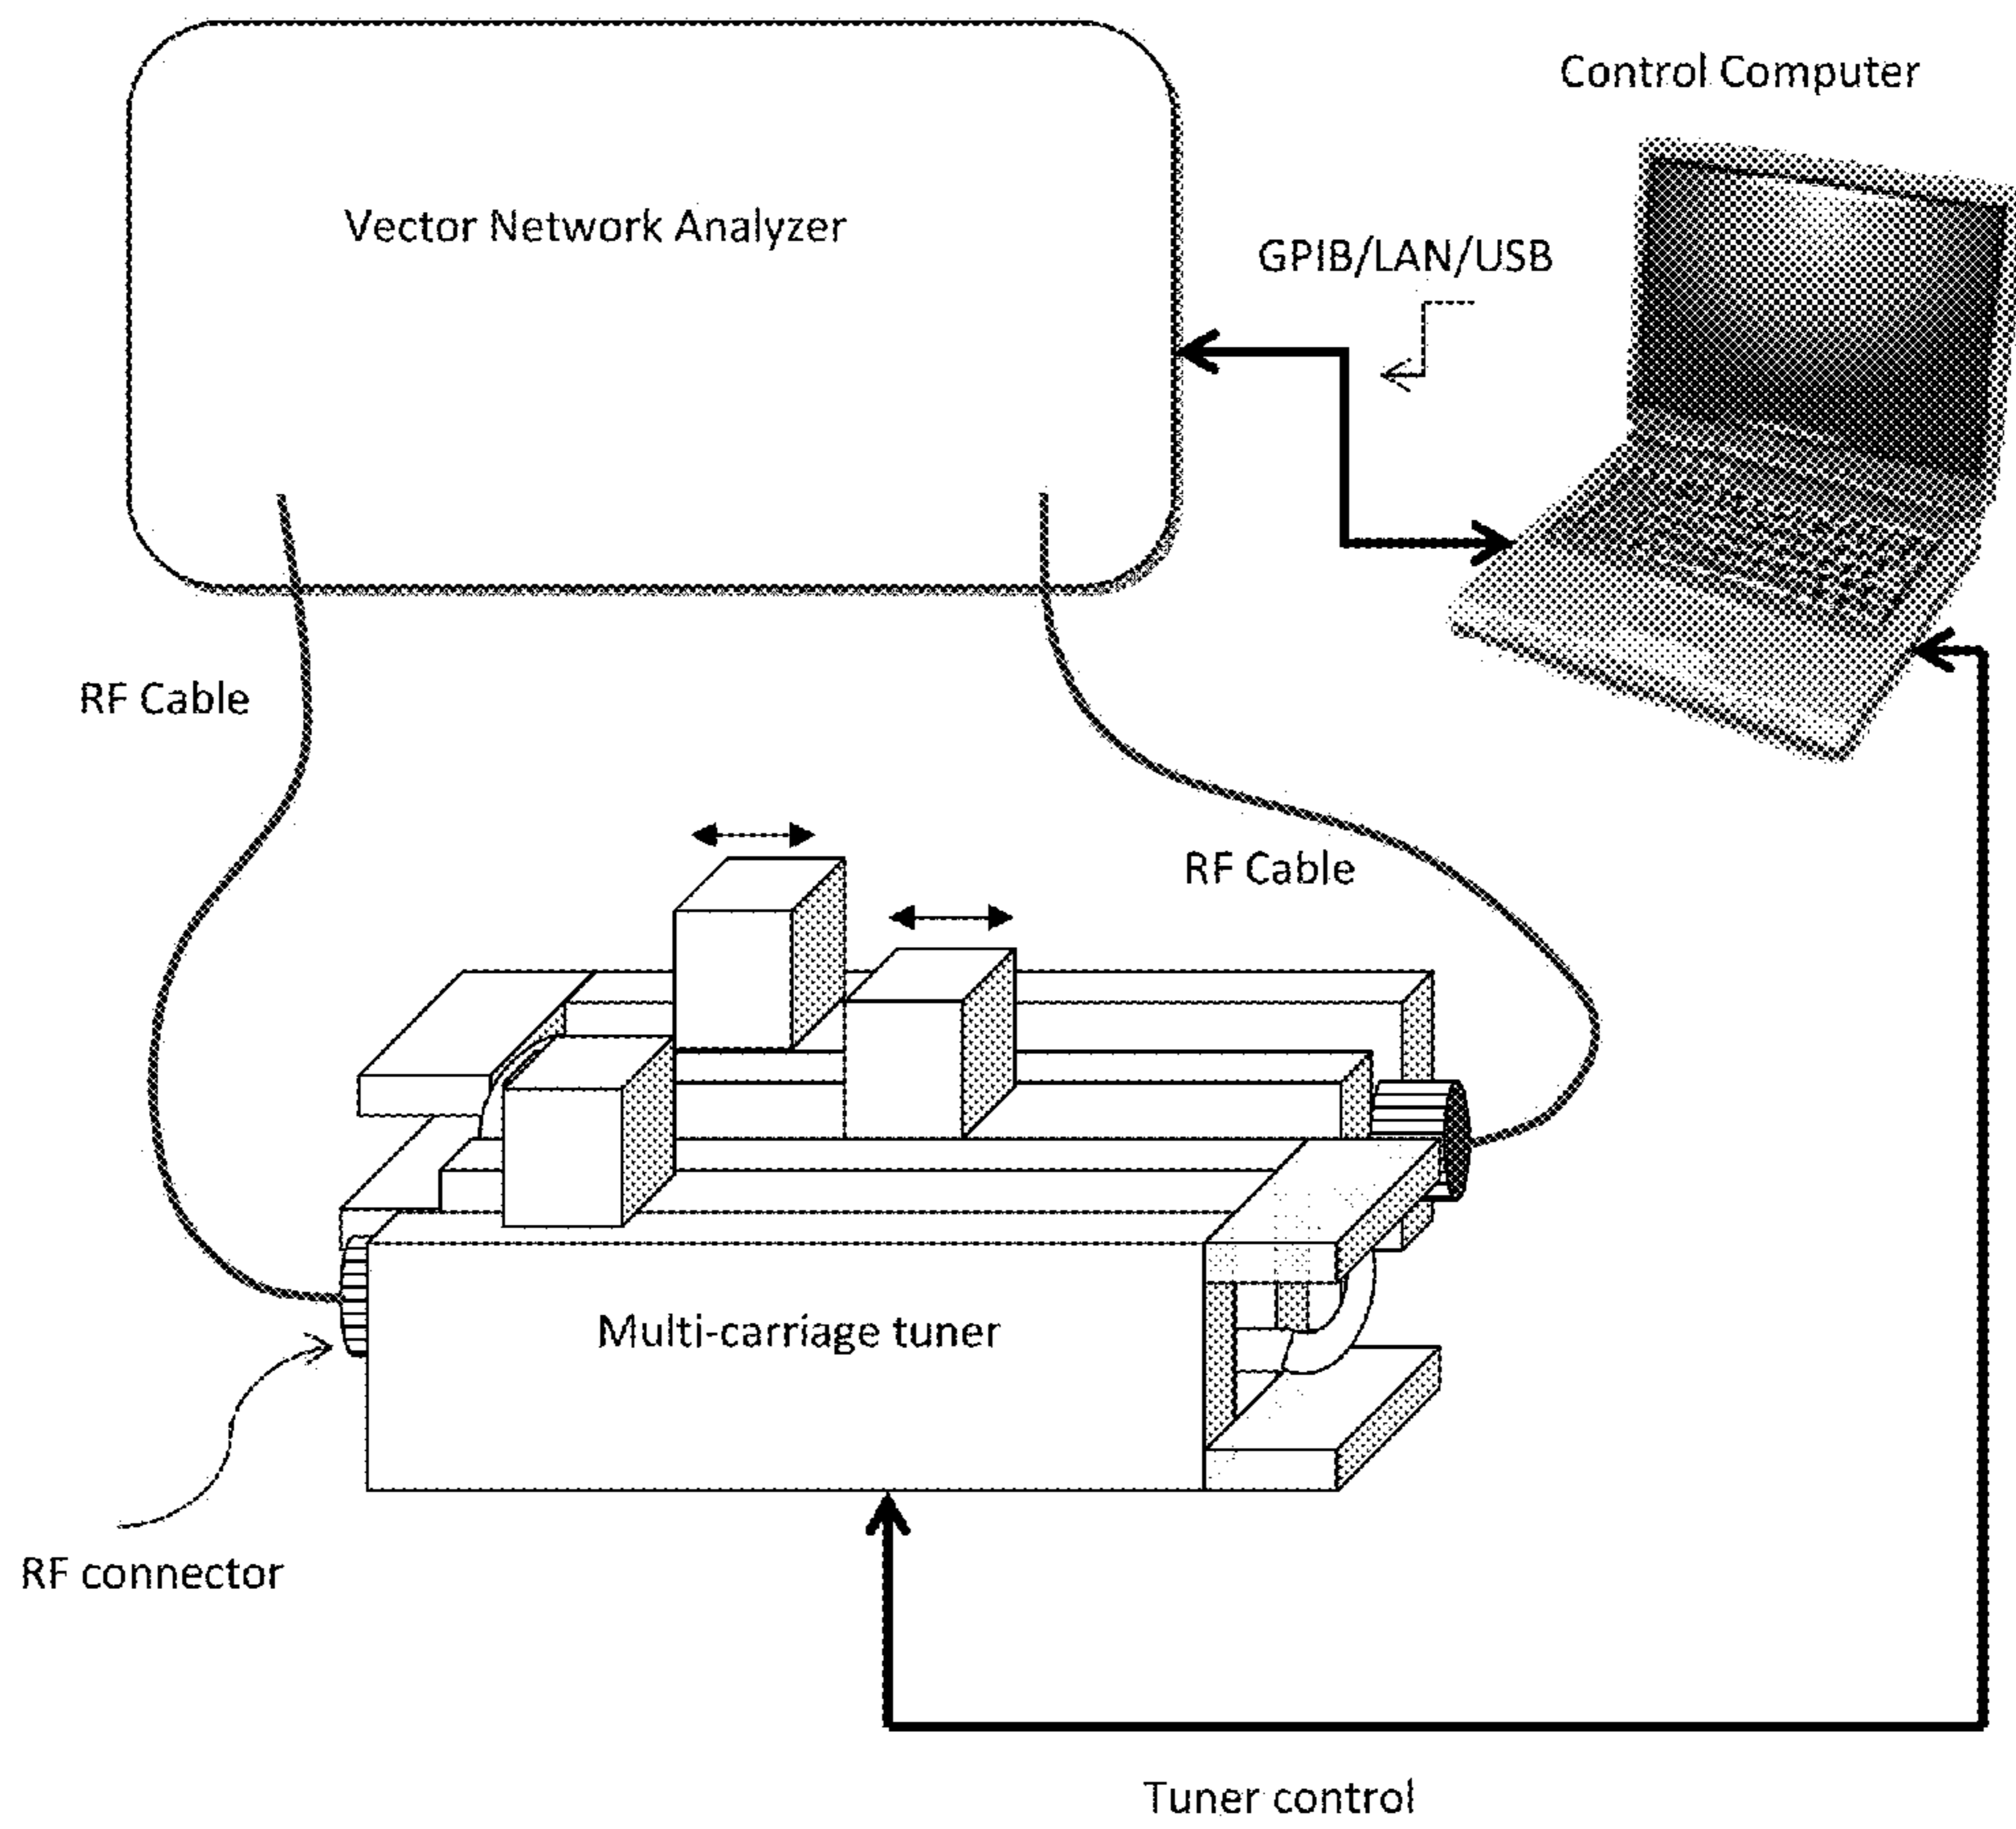 Control Computer
Vector Network Analyzer
GPIB/LAN/USB
RF Cable
RF Cable
Multi-carriage tuner
RF connector
Tuner control